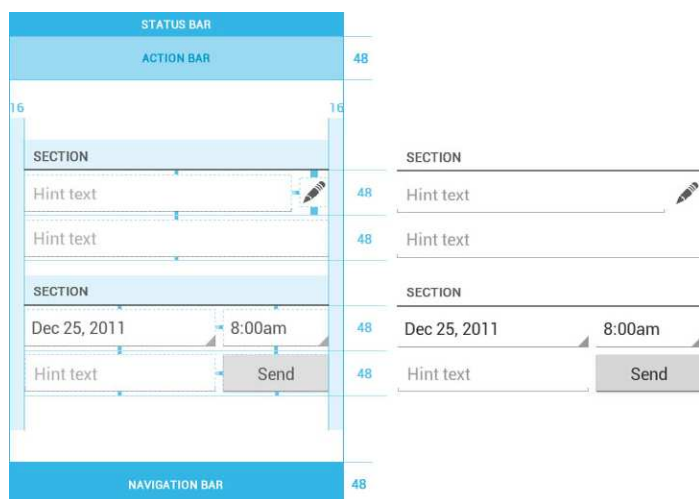 STATUS BAR
ACTION BAR 48
16 16
SECTION
Hint text 48
Hint text 48
SECTION
Dec 25, 2011 8:00am 48
Hint text Send 48
NAVIGATION BAR 48
SECTION
Hint text
Hint text
SECTION
Dec 25, 2011 8:00am
Hint text Send